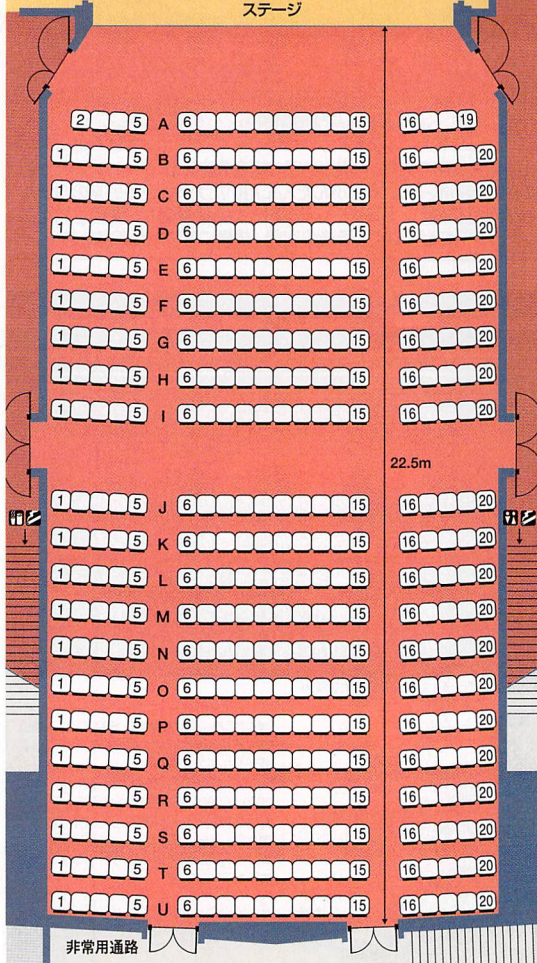 ステージ
2 5 A 6 15 16 19
1 5 B 6 15 16 20
1 5 C 6 15 16 20
1 5 D 6 15 16 20
1 5 E 6 15 16 20
1 5 F 6 15 16 20
1 5 G 6 15 16 20
1 5 H 6 15 16 20
1 5 I 6 15 16 20
22.5m
1 5 J 6 15 16 20
1 5 K 6 15 16 20
1 5 L 6 15 16 20
1 5 M 6 15 16 20
1 5 N 6 15 16 20
1 5 O 6 15 16 20
1 5 P 6 15 16 20
1 5 Q 6 15 16 20
1 5 R 6 15 16 20
1 5 S 6 15 16 20
1 5 T 6 15 16 20
1 5 U 6 15 16 20
非常用通路